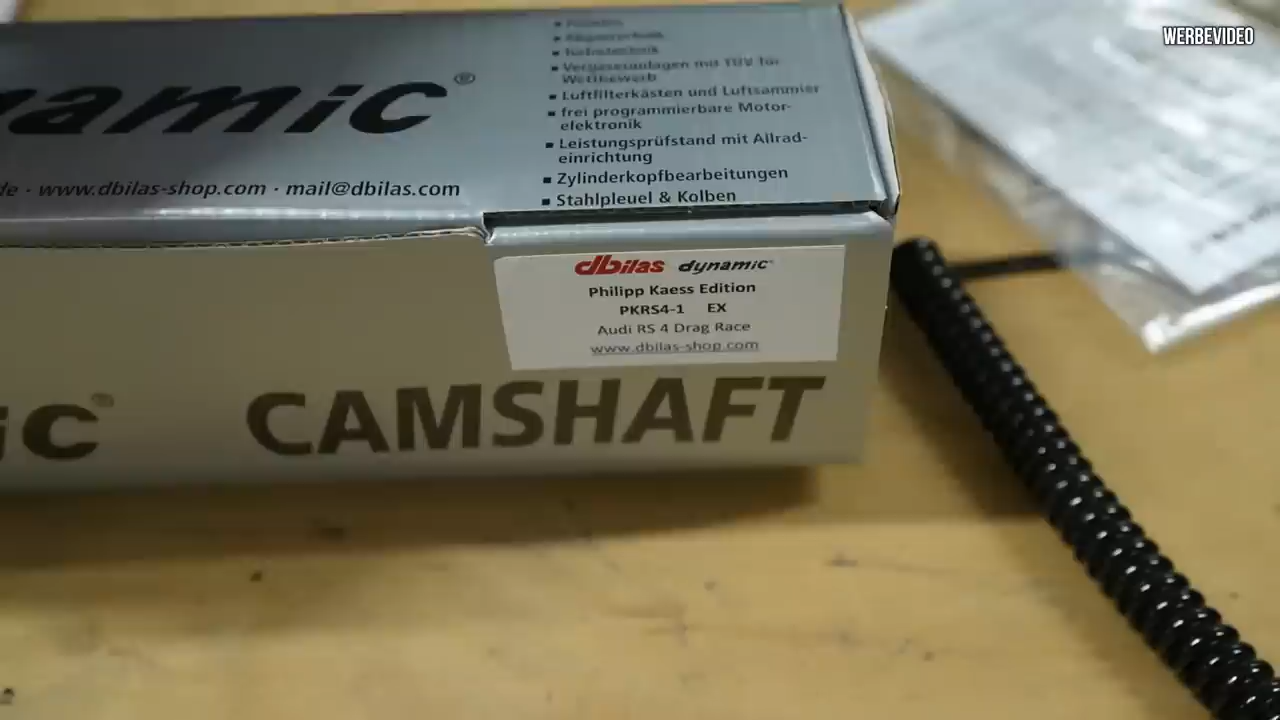 WERBEVIDEO
namic®
de · www.dbilas-shop.com · mail@dbilas.com
▪ Vergaseranlagen mit TÜV für
Wettbewerb
▪ Luftfilterkästen und Luftsammler
▪ frei programmierbare Motor-
elektronik
▪ Leistungsprüfstand mit Allrad-
einrichtung
▪ Zylinderkopfbearbeitungen
▪ Stahlpleuel & Kolben
dbilas dynamic
Philipp Kaess Edition
PKRS4-1 EX
Audi RS 4 Drag Race
www.dbilas-shop.com
ic® CAMSHAFT